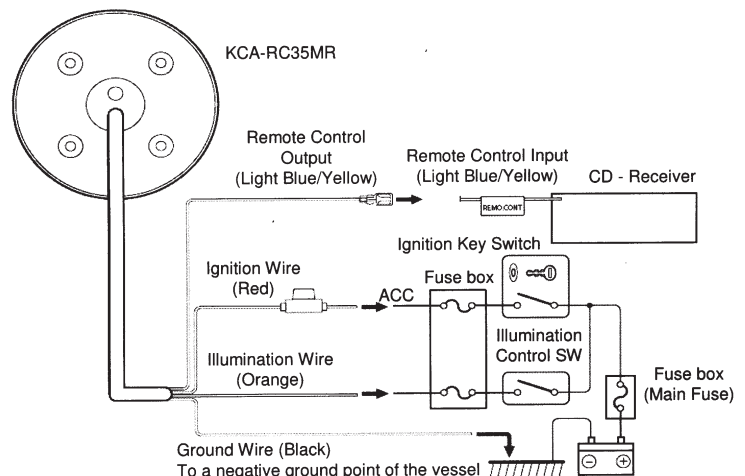 KCA-RC35MR
Remote Control
Output
(Light Blue/Yellow)
Remote Control Input
(Light Blue/Yellow)
CD - Receiver
REMO.CONT
Ignition Key Switch
Ignition Wire
(Red)
Fuse box
ACC
Illumination
Control SW
Illumination Wire
(Orange)
Fuse box
(Main Fuse)
Ground Wire (Black)
To a negative ground point of the vessel
- +